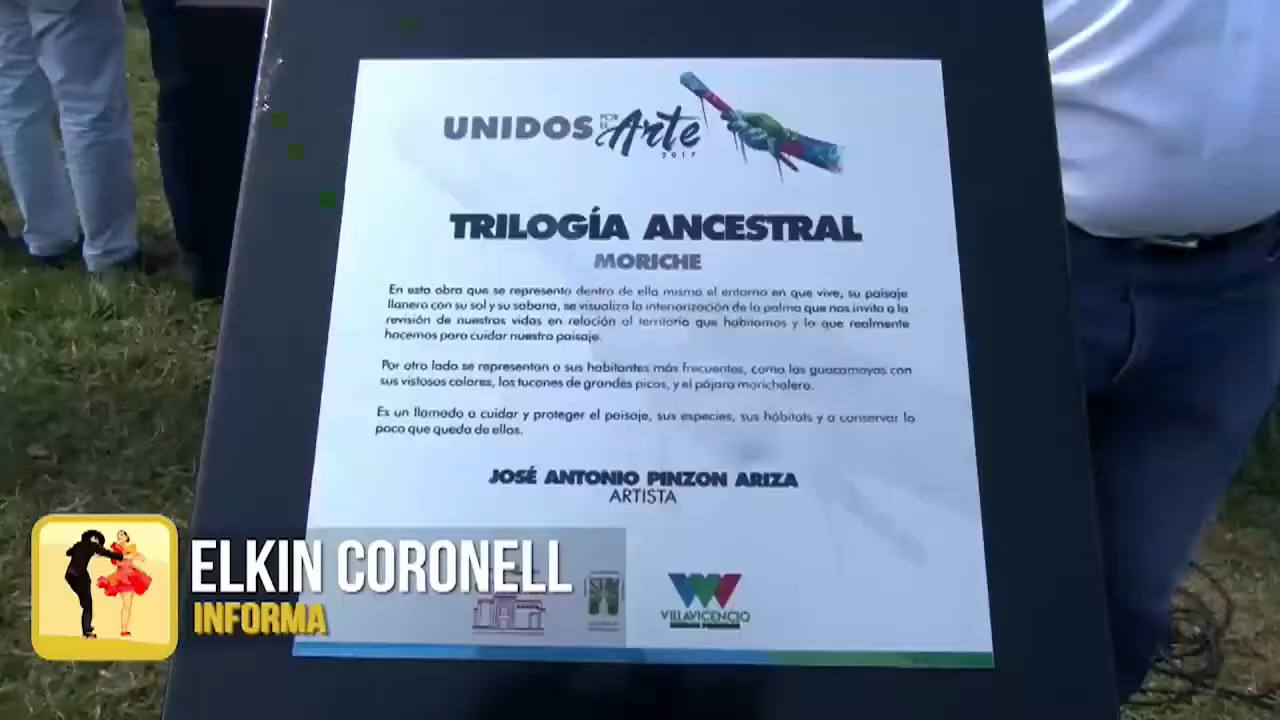 UNIDOS POR EL Arte
2017
TRILOGÍA ANCESTRAL
MORICHE
En esta obra que se representa dentro de ella misma el entorno en que vive, su paisaje
llanero con su sol y su sabana, se visualiza la interiorización de la palma que nos invita a la
revisión de nuestras vidas en relación al territorio que habitamos y lo que realmente
hacemos para cuidar nuestro paisaje.
Por otro lado se representan a sus habitantes más frecuentes, como las guacamayas con
sus vistosos colores, los tucanes de grandes picos, y el pájaro morichalero.
Es un llamado a cuidar y proteger el paisaje, sus especies, sus hábitats y a conservar lo
poco que queda de ellos.
JOSÉ ANTONIO PINZON ARIZA
ARTISTA
ELKIN CORONELL
INFORMA
VILLAVICENCIO